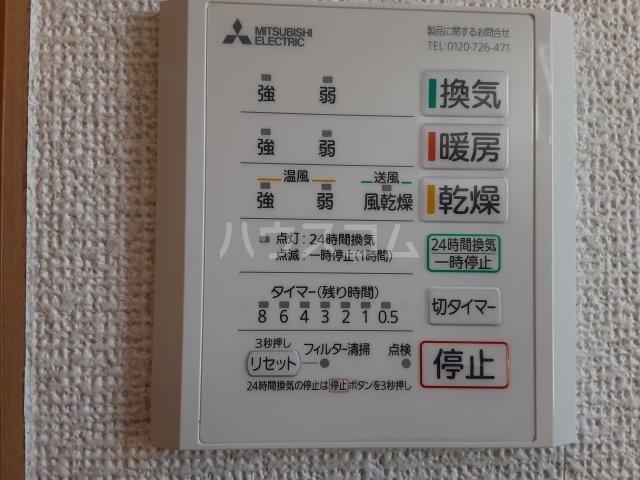 MITSUBISHI
ELECTRIC
製品に関するお問合せ
TEL:0120-726-471
強 弱 換気
強 弱 暖房
温風 送風
強 弱 風乾燥 乾燥
点灯:24時間換気
点滅:一時停止(1時間)
24時間換気
一時停止
ハウスコム
タイマー(残り時間)
8 6 4 3 2 1 0.5
切タイマー
3秒押し
リセット フィルター清掃 点検
停止
24時間換気の停止は停止ボタンを3秒押し